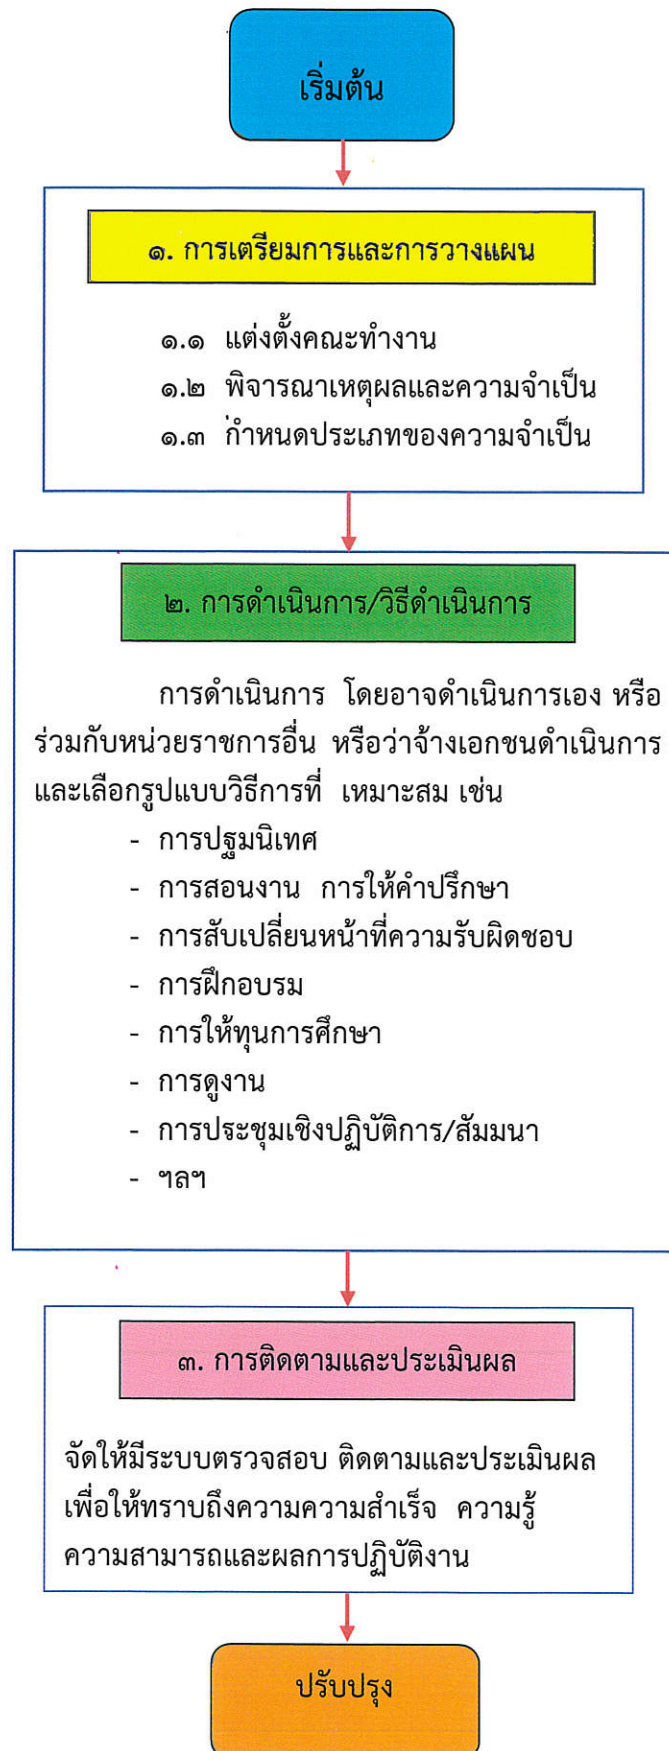 เริ่มต้น
๑. การเตรียมการและการวางแผน
๑.๑ แต่งตั้งคณะทำงาน
๑.๒ พิจารณาเหตุผลและความจำเป็น
๑.๓ กำหนดประเภทของความจำเป็น
๒. การดำเนินการ/วิธีดำเนินการ
การดำเนินการ โดยอาจดำเนินการเอง หรือ
ร่วมกับหน่วยราชการอื่น หรือว่าจ้างเอกชนดำเนินการ
และเลือกรูปแบบวิธีการที่ เหมาะสม เช่น
- การปฐมนิเทศ
- การสอนงาน การให้คำปรึกษา
- การสับเปลี่ยนหน้าที่ความรับผิดชอบ
- การฝึกอบรม
- การให้ทุนการศึกษา
- การดูงาน
- การประชุมเชิงปฏิบัติการ/สัมมนา
- ฯลฯ
๓. การติดตามและประเมินผล
จัดให้มีระบบตรวจสอบ ติดตามและประเมินผล
เพื่อให้ทราบถึงความความสำเร็จ ความรู้
ความสามารถและผลการปฏิบัติงาน
ปรับปรุง